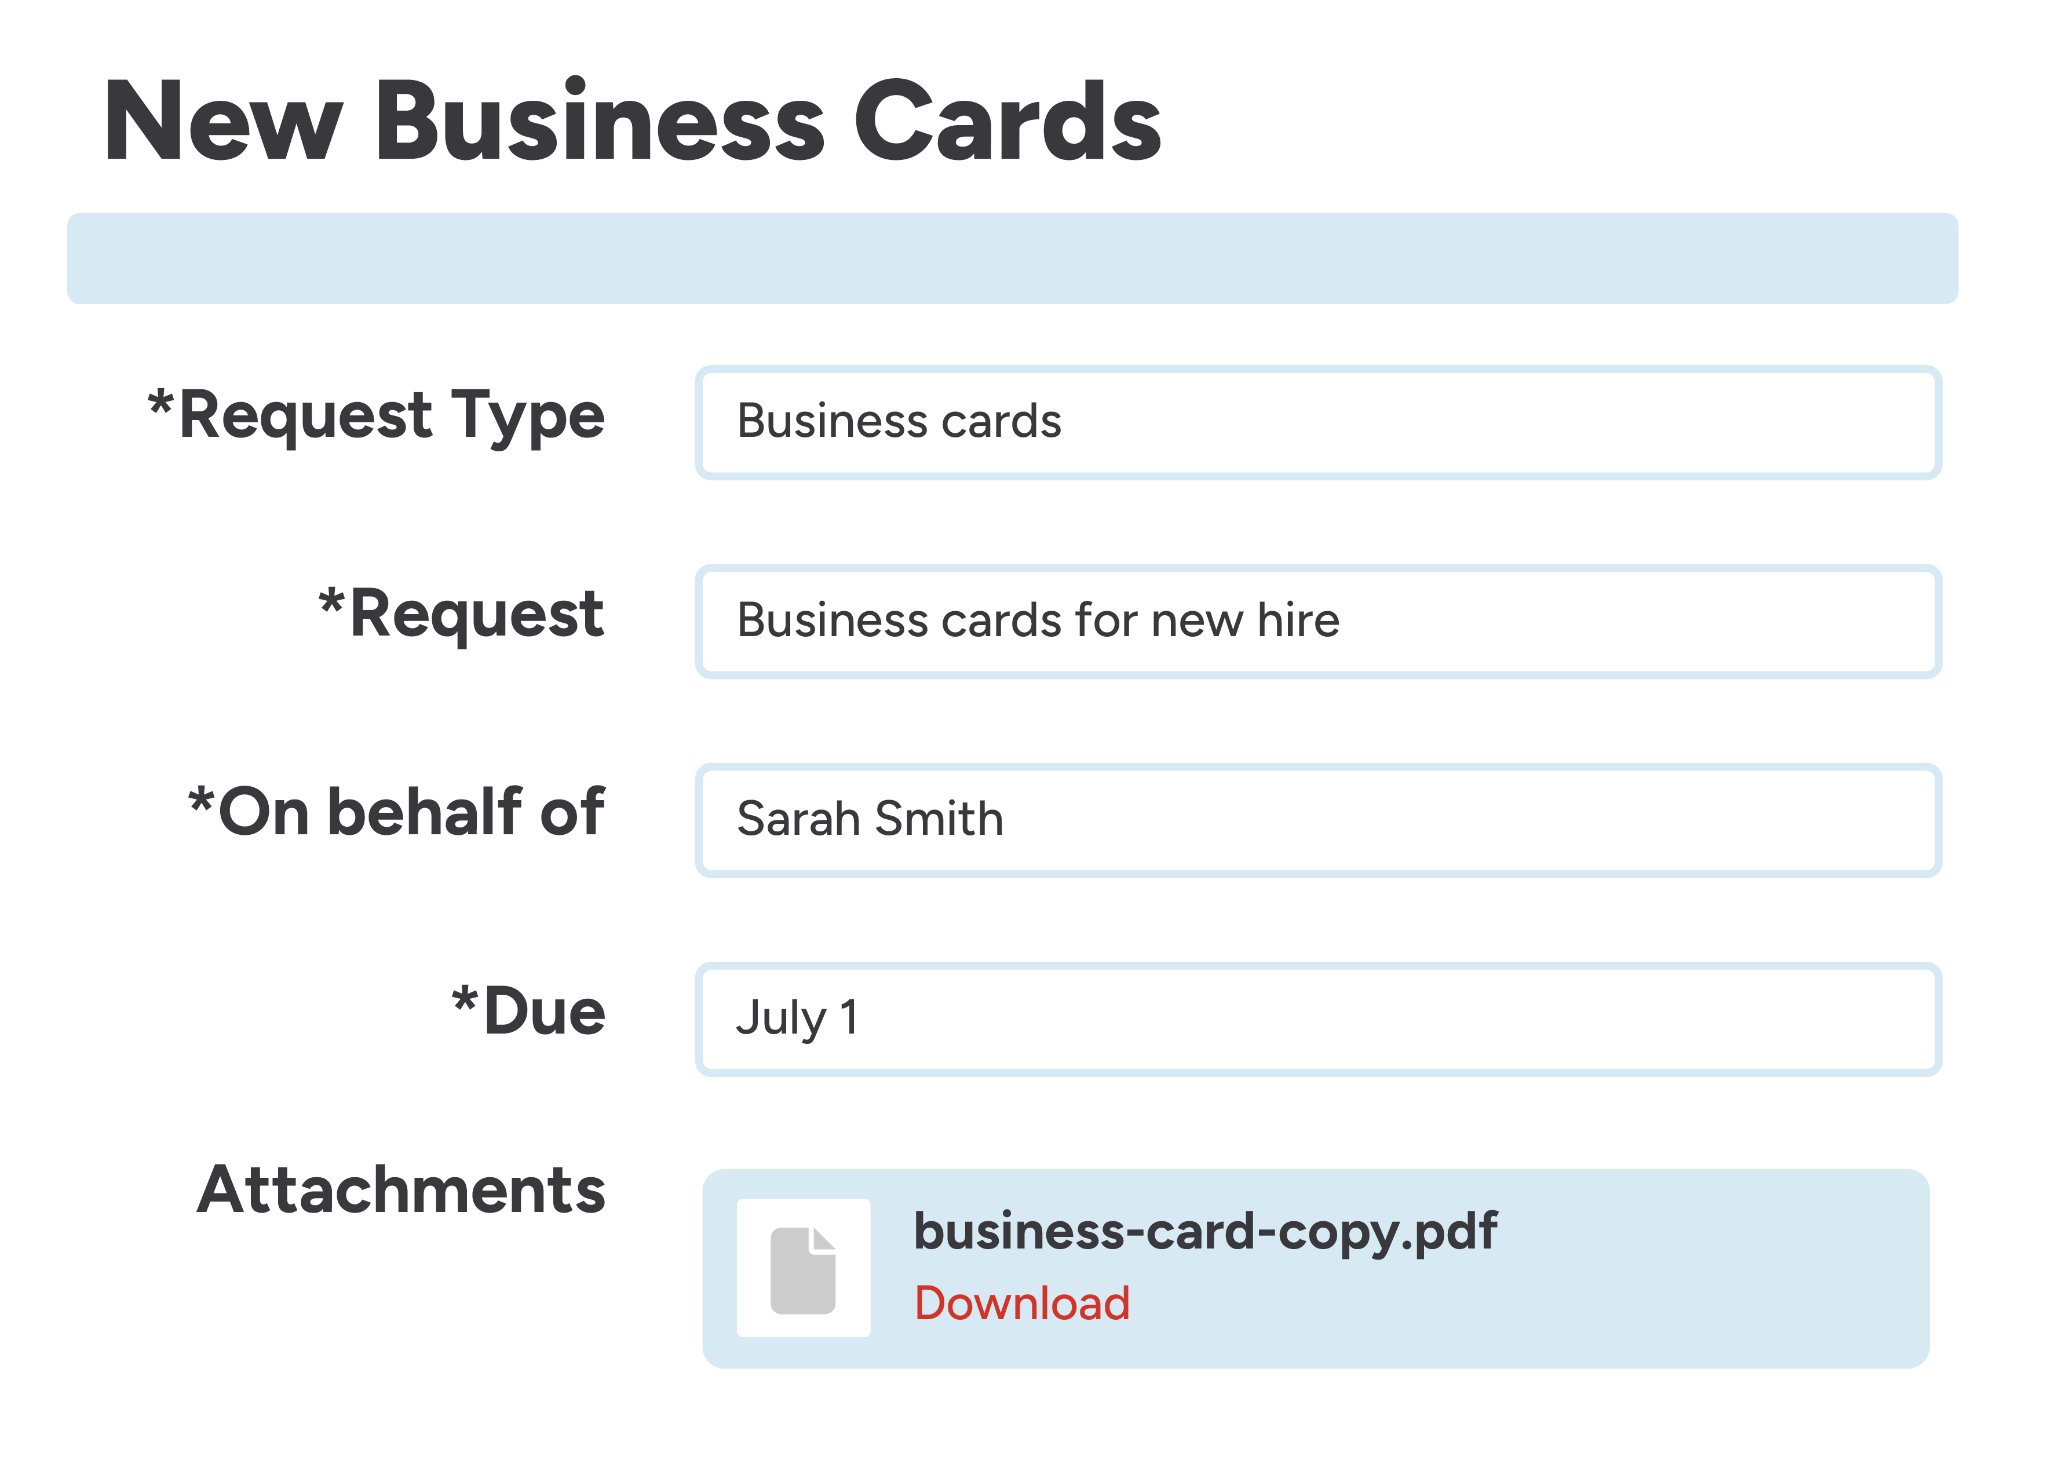 New Business Cards
*Request Type
Business cards
*Request
Business cards for new hire
*On behalf of
Sarah Smith
*Due
July 1
Attachments
business-card-copy.pdf
Download